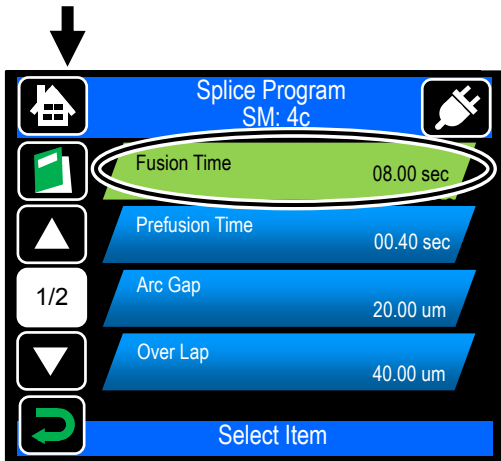 Splice Program
SM: 4c
Fusion Time
08.00 sec
Prefusion Time
00.40 sec
1/2
Arc Gap
20.00 um
Over Lap
40.00 um
Select Item